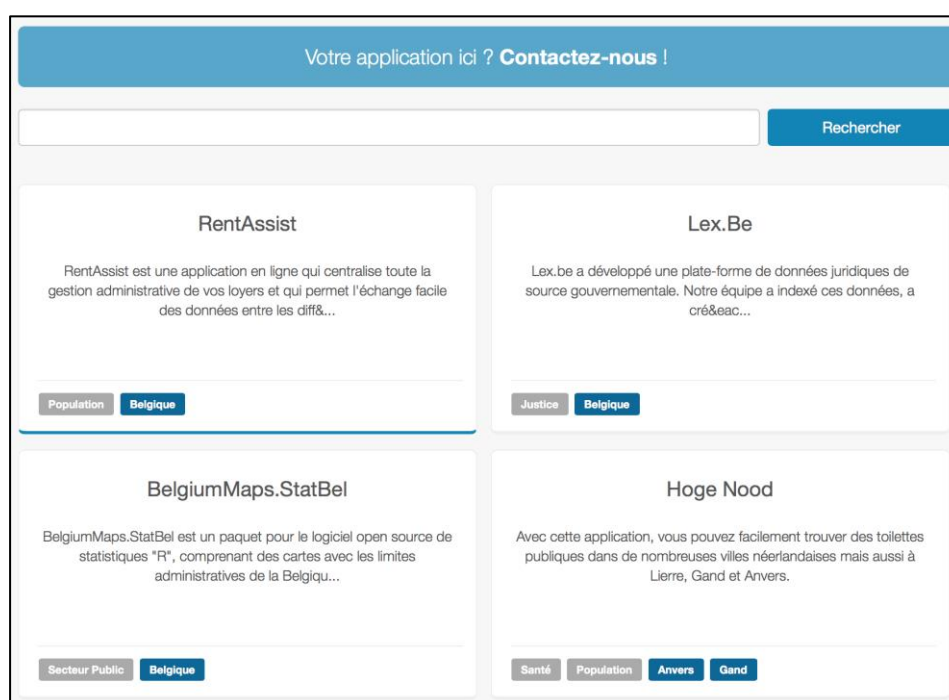 Votre application ici ? Contactez-nous !
Rechercher
RentAssist
RentAssist est une application en ligne qui centralise toute la
gestion administrative de vos loyers et qui permet l'échange facile
des données entre les diff&...
Population Belgique
Lex.Be
Lex.be a développé une plate-forme de données juridiques de
source gouvernementale. Notre équipe a indexé ces données, a
cré&eac...
Justice Belgique
BelgiumMaps.StatBel
BelgiumMaps.StatBel est un paquet pour le logiciel open source de
statistiques "R", comprenant des cartes avec les limites
administratives de la Belgiqu...
Secteur Public Belgique
Hoge Nood
Avec cette application, vous pouvez facilement trouver des toilettes
publiques dans de nombreuses villes néerlandaises mais aussi à
Lierre, Gand et Anvers.
Santé Population Anvers Gand